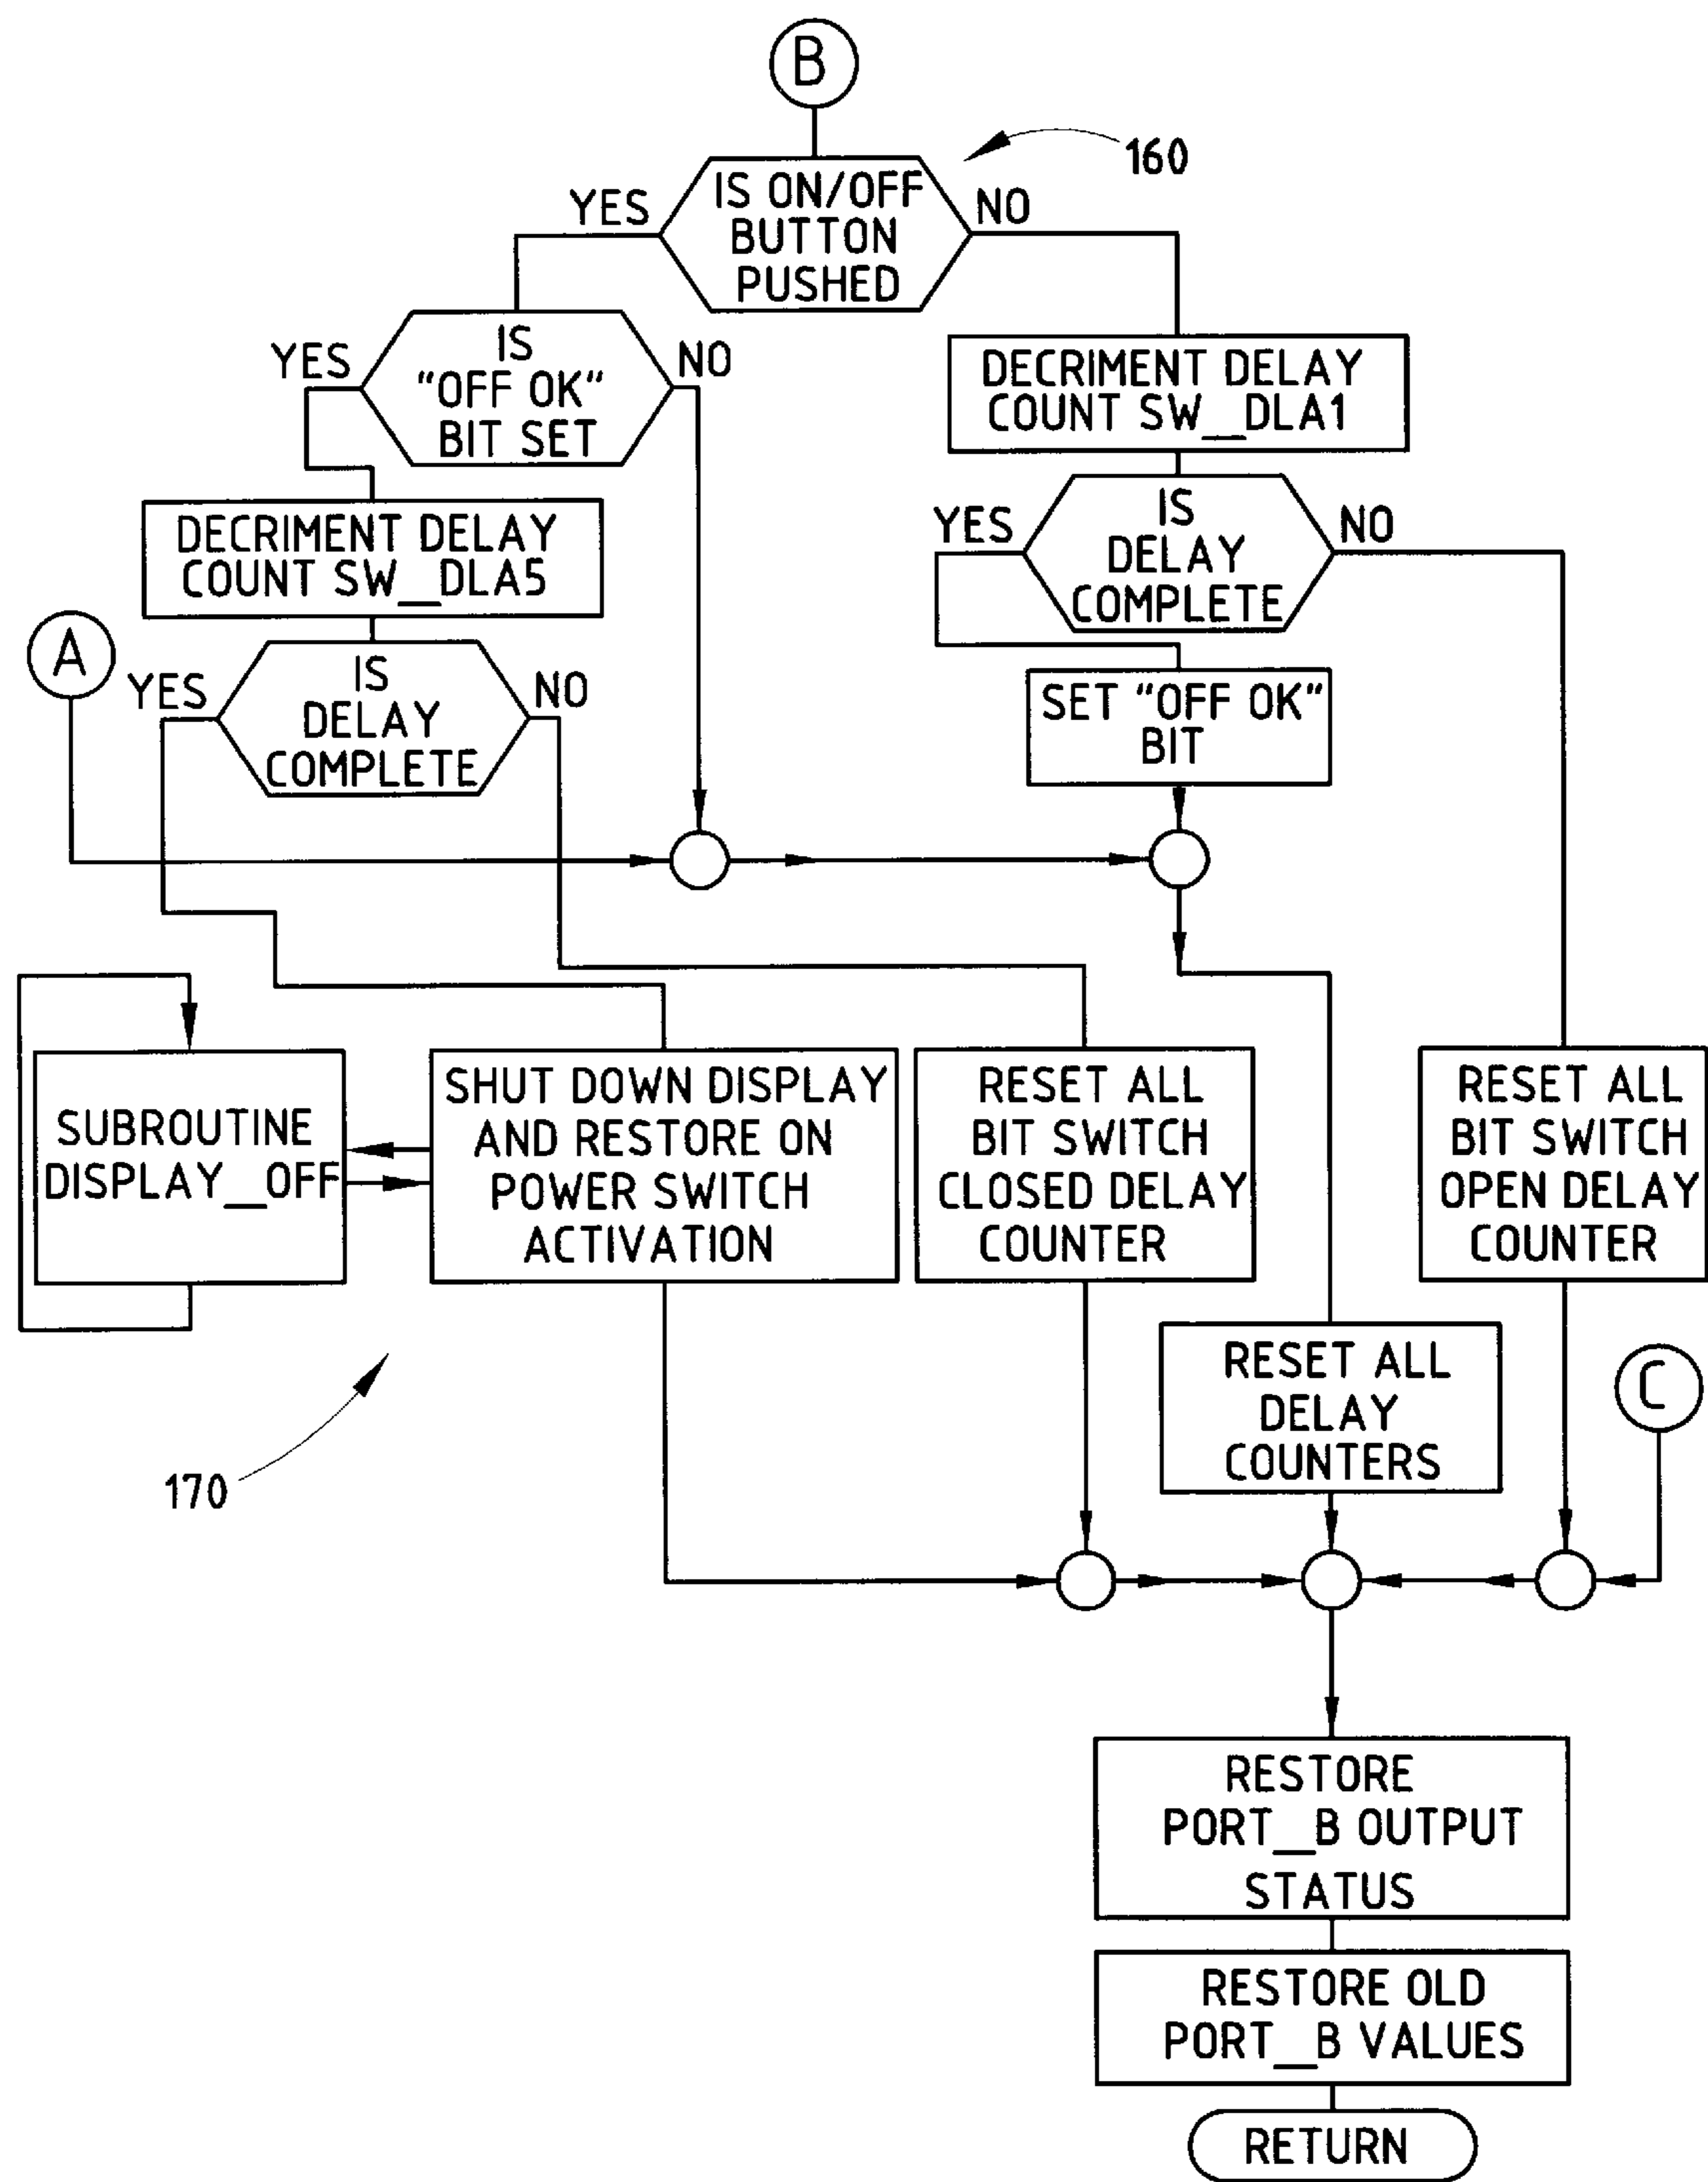 B
160
IS ON/OFF
BUTTON
PUSHED
YES
NO
IS
"OFF OK"
BIT SET
YES
NO
DECRIMENT DELAY
COUNT SW__DLA1
DECRIMENT DELAY
COUNT SW__DLA5
IS
DELAY
COMPLETE
YES
NO
A
IS
DELAY
COMPLETE
YES
NO
SET "OFF OK"
BIT
SUBROUTINE
DISPLAY__OFF
SHUT DOWN DISPLAY
AND RESTORE ON
POWER SWITCH
ACTIVATION
RESET ALL
BIT SWITCH
CLOSED DELAY
COUNTER
RESET ALL
BIT SWITCH
OPEN DELAY
COUNTER
RESET ALL
DELAY
COUNTERS
C
170
RESTORE
PORT__B OUTPUT
STATUS
RESTORE OLD
PORT__B VALUES
RETURN